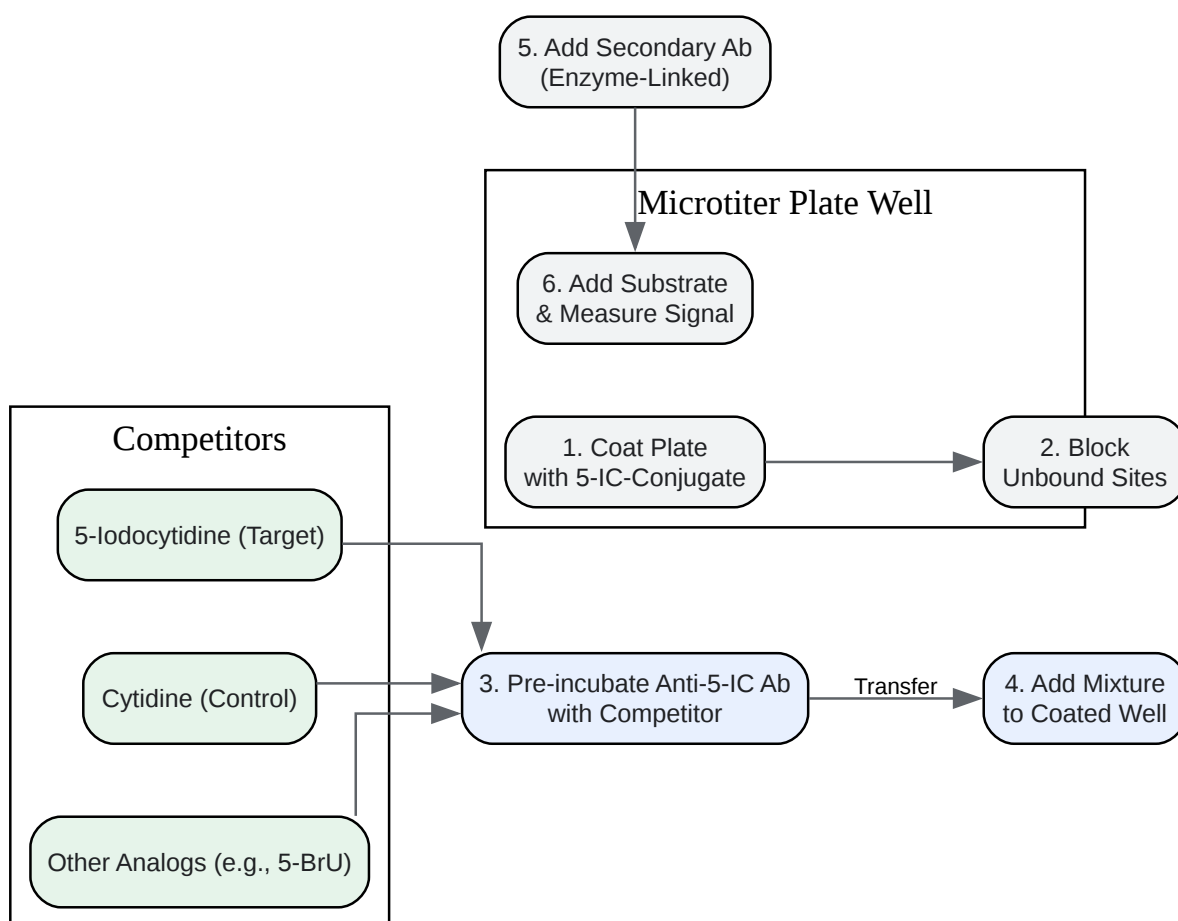 5. Add Secondary Ab
(Enzyme-Linked)
Microtiter Plate Well
6. Add Substrate
& Measure Signal
Competitors
1. Coat Plate
with 5-IC-Conjugate
2. Block
Unbound Sites
5-Iodocytidine (Target)
Cytidine (Control)
3. Pre-incubate Anti-5-IC Ab
with Competitor
Transfer
4. Add Mixture
to Coated Well
Other Analogs (e.g., 5-BrU)